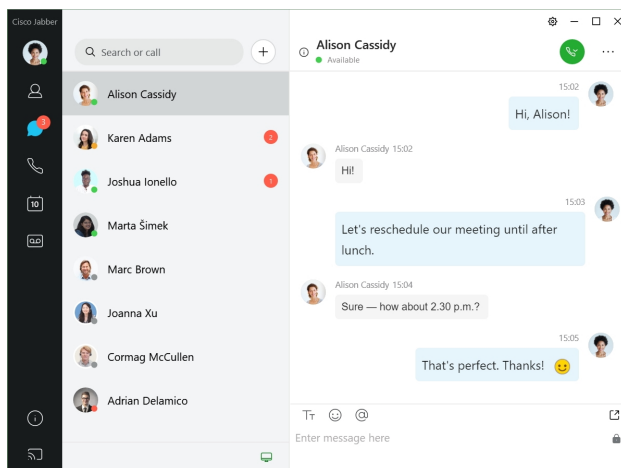 Cisco Jabber
Search or call
Alison Cassidy
Karen Adams
2
Joshua Ionello
1
Marta Šimek
Marc Brown
Joanna Xu
Cormag McCullen
Adrian Delamico
3
10
Alison Cassidy
Available
15:02
Hi, Alison!
Alison Cassidy 15:02
Hi!
15:03
Let's reschedule our meeting until after
lunch.
Alison Cassidy 15:04
Sure — how about 2.30 p.m.?
15:05
That's perfect. Thanks!
Enter message here